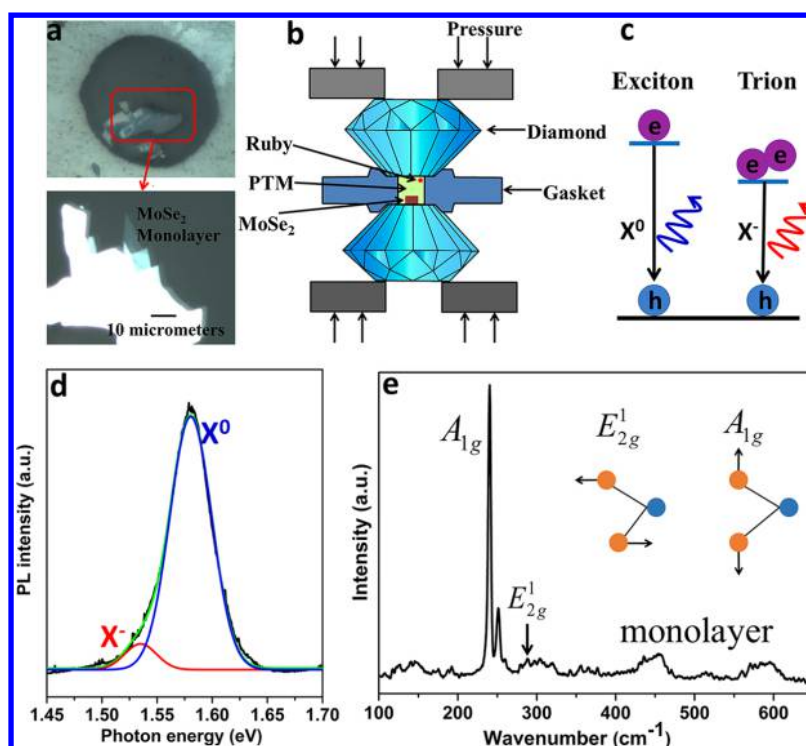 a
MoSe₂
Monolayer
10 micrometers
b
Pressure
Ruby
PTM
MoSe₂
Diamond
Gasket
c
Exciton
Trion
e
e
e
X⁰
X⁻
h
h
d
X⁰
X⁻
PL intensity (a.u.)
1.45
1.50
1.55
1.60
1.65
1.70
Photon energy (eV)
e
A₁g
E¹₂g
A₁g
E¹₂g
monolayer
Intensity (a.u.)
100
200
300
400
500
600
Wavenumber (cm⁻¹)